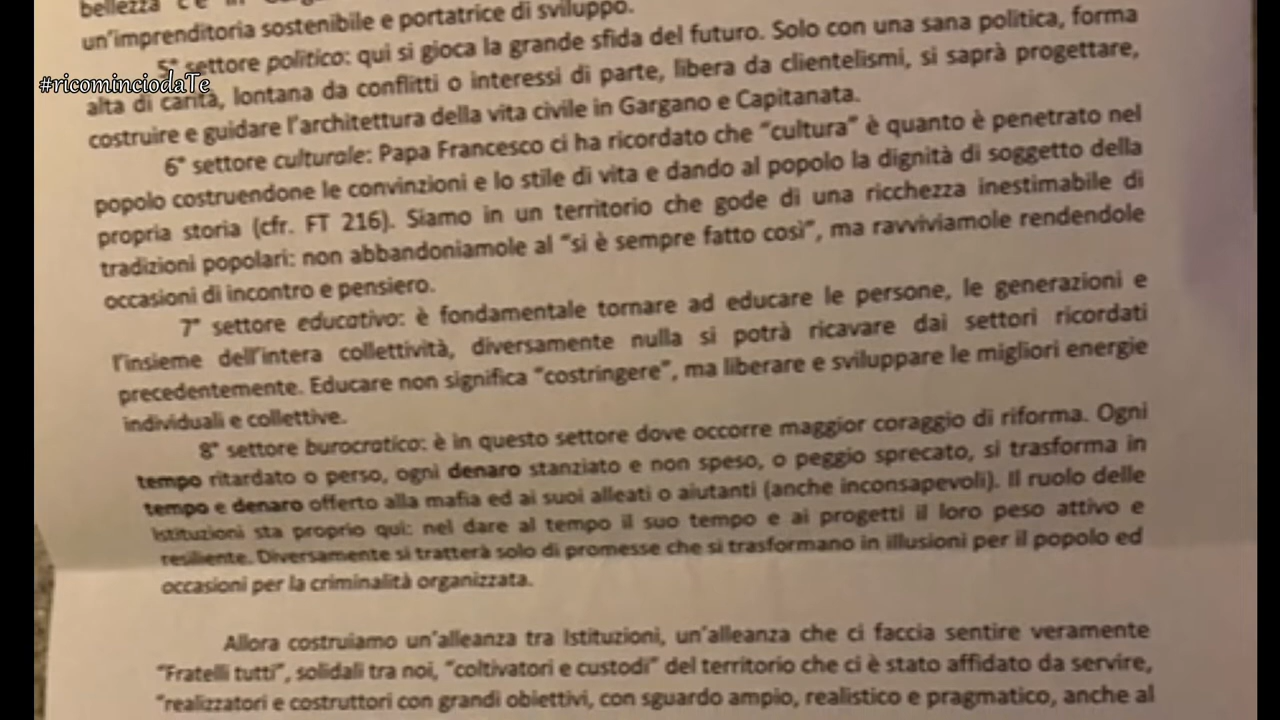 bellezza c'è in
un'imprenditoria sostenibile e portatrice di sviluppo.
5° settore politico: qui si gioca la grande sfida del futuro. Solo con una sana politica, forma
#ricominciodaTe
alta di carità, lontana da conflitti o interessi di parte, libera da clientelismi, si saprà progettare,
costruire e guidare l'architettura della vita civile in Gargano e Capitanata.
6° settore culturale: Papa Francesco ci ha ricordato che "cultura" è quanto è penetrato nel
popolo costruendone le convinzioni e lo stile di vita e dando al popolo la dignità di soggetto della
propria storia (cfr. FT 216). Siamo in un territorio che gode di una ricchezza inestimabile di
tradizioni popolari: non abbandoniamole al "si è sempre fatto così", ma ravviviamole rendendole
occasioni di incontro e pensiero.
7° settore educativo: è fondamentale tornare ad educare le persone, le generazioni e
l'insieme dell'intera collettività, diversamente nulla si potrà ricavare dai settori ricordati
precedentemente. Educare non significa "costringere", ma liberare e sviluppare le migliori energie
individuali e collettive.
8° settore burocratico: è in questo settore dove occorre maggior coraggio di riforma. Ogni
tempo ritardato o perso, ogni denaro stanziato e non speso, o peggio sprecato, si trasforma in
tempo e denaro offerto alla mafia ed ai suoi alleati o aiutanti (anche inconsapevoli). Il ruolo delle
Istituzioni sta proprio qui: nel dare al tempo il suo tempo e ai progetti il loro peso attivo e
resiliente. Diversamente si tratterà solo di promesse che si trasformano in illusioni per il popolo ed
occasioni per la criminalità organizzata.
Allora costruiamo un'alleanza tra Istituzioni, un'alleanza che ci faccia sentire veramente
"Fratelli tutti", solidali tra noi, "coltivatori e custodi" del territorio che ci è stato affidato da servire,
"realizzatori e costruttori con grandi obiettivi, con sguardo ampio, realistico e pragmatico, anche al